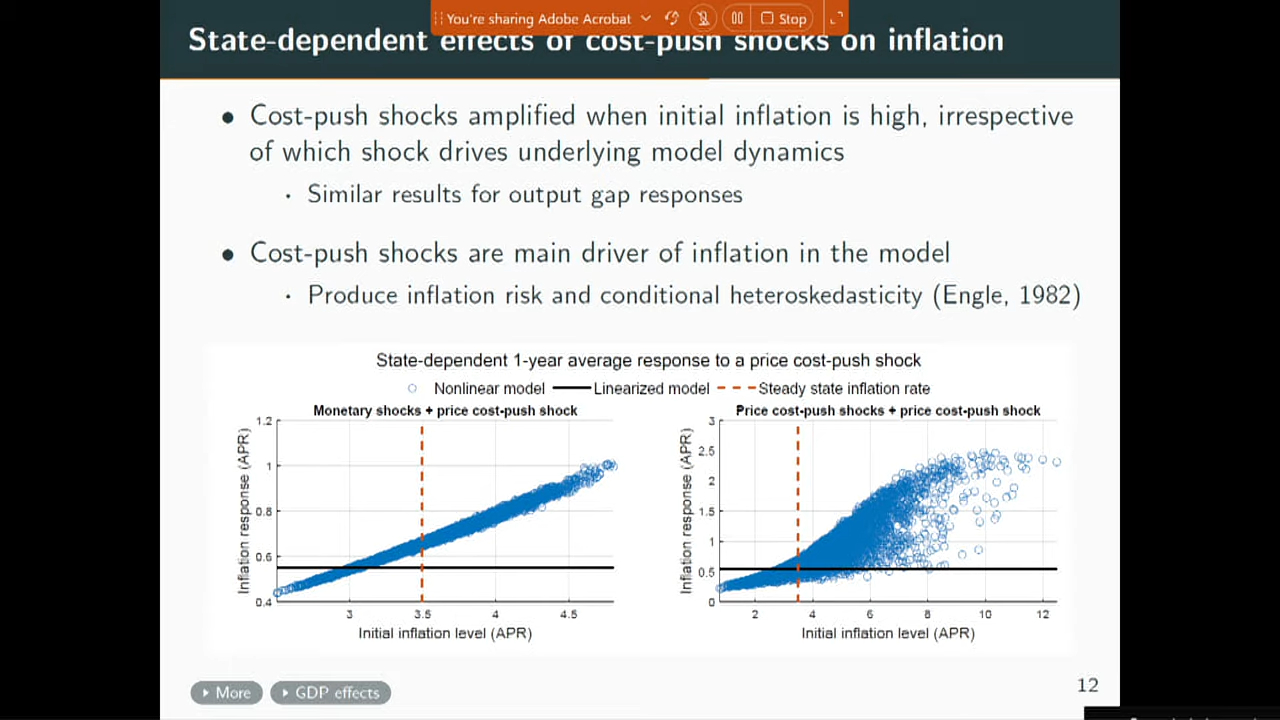 You're sharing Adobe Acrobat
Stop
State-dependent effects of cost-push shocks on inflation
• Cost-push shocks amplified when initial inflation is high, irrespective
of which shock drives underlying model dynamics
· Similar results for output gap responses
• Cost-push shocks are main driver of inflation in the model
· Produce inflation risk and conditional heteroskedasticity (Engle, 1982)
State-dependent 1-year average response to a price cost-push shock
Nonlinear model Linearized model Steady state inflation rate
Monetary shocks + price cost-push shock
Inflation response (APR)
1.2
1
0.8
0.6
0.4
3 3.5 4 4.5
Initial inflation level (APR)
Price cost-push shocks + price cost-push shock
Inflation response (APR)
3
2.5
2
1.5
1
0.5
0
2 4 6 8 10 12
Initial inflation level (APR)
More GDP effects
12